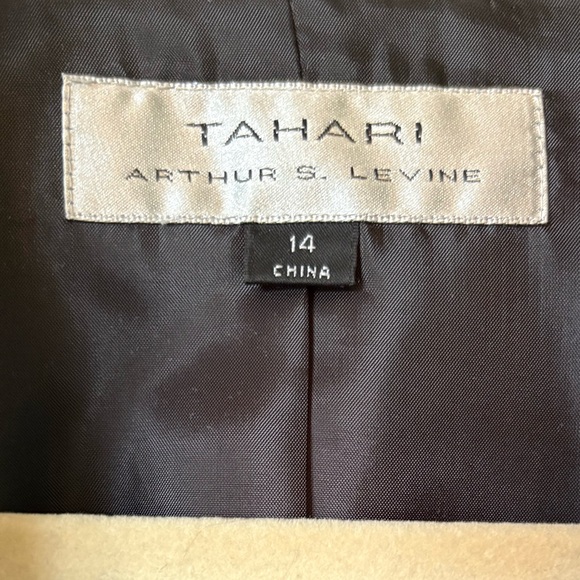 TAHARI
ARTHUR S. LEVINE
14
CHINA